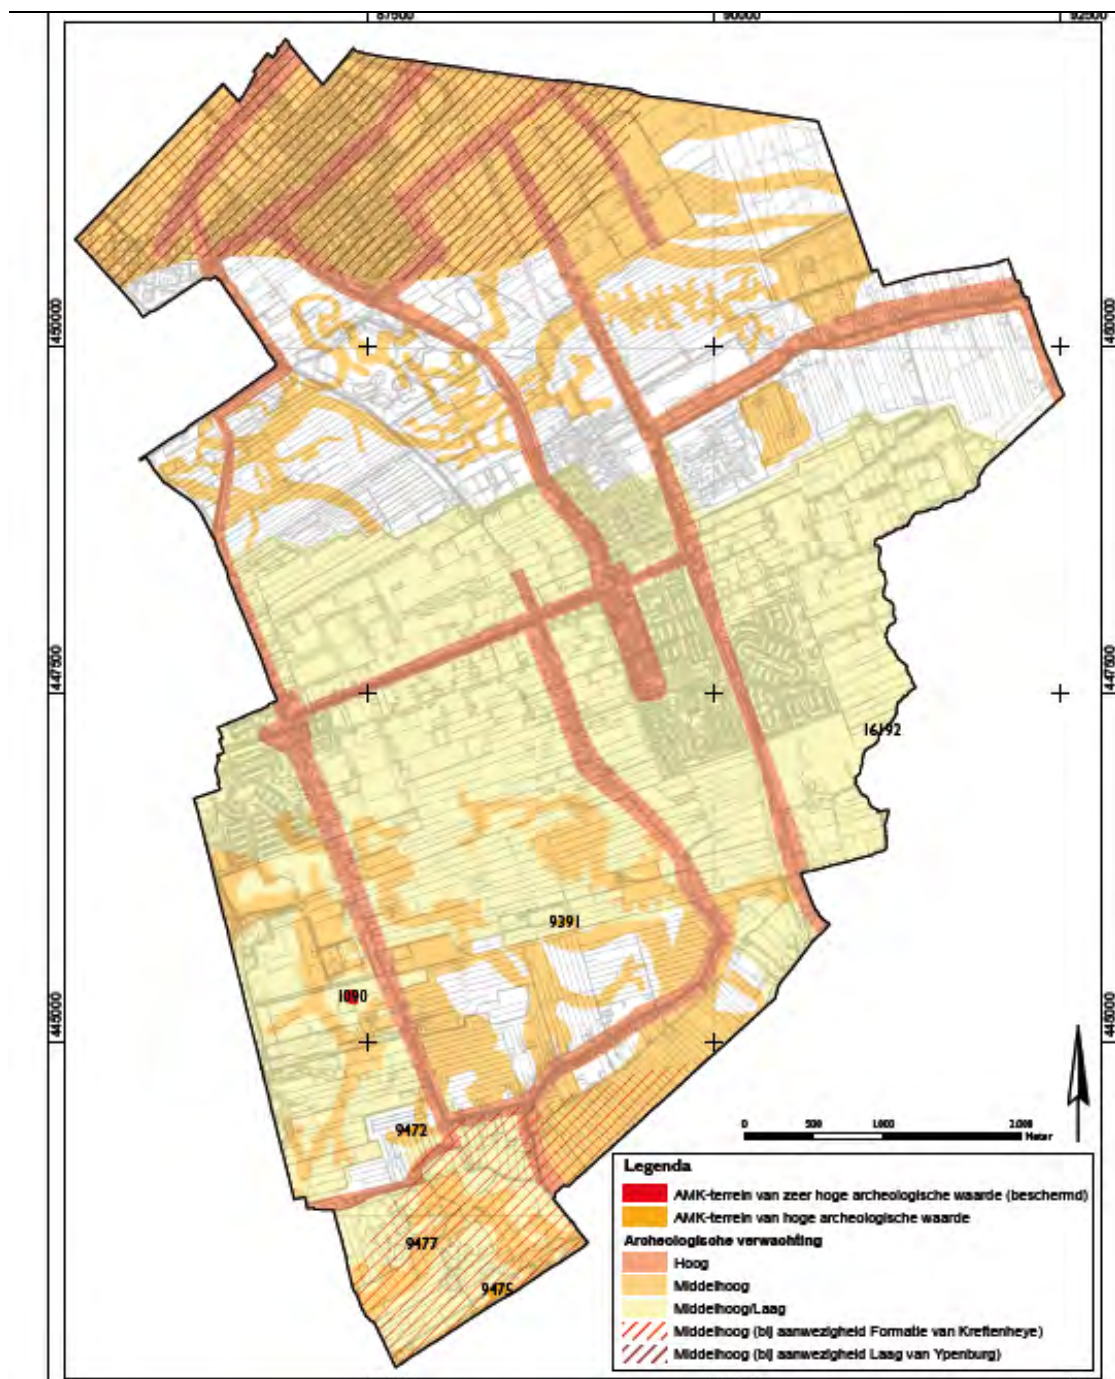 87500 90000 92500
450000 450000
447500 447500
16192
9391
1090
445000 445000
9472
9477
9475
0 500 1.000 2.000
Meter
Legenda
AMK-terrein van zeer hoge archeologische waarde (beschermd)
AMK-terrein van hoge archeologische waarde
Archeologische verwachting
Hoog
Middelhoog
Middelhoog/Laag
Middelhoog (bij aanwezigheid Formatie van Kreftenheye)
Middelhoog (bij aanwezigheid Laag van Ypenburg)